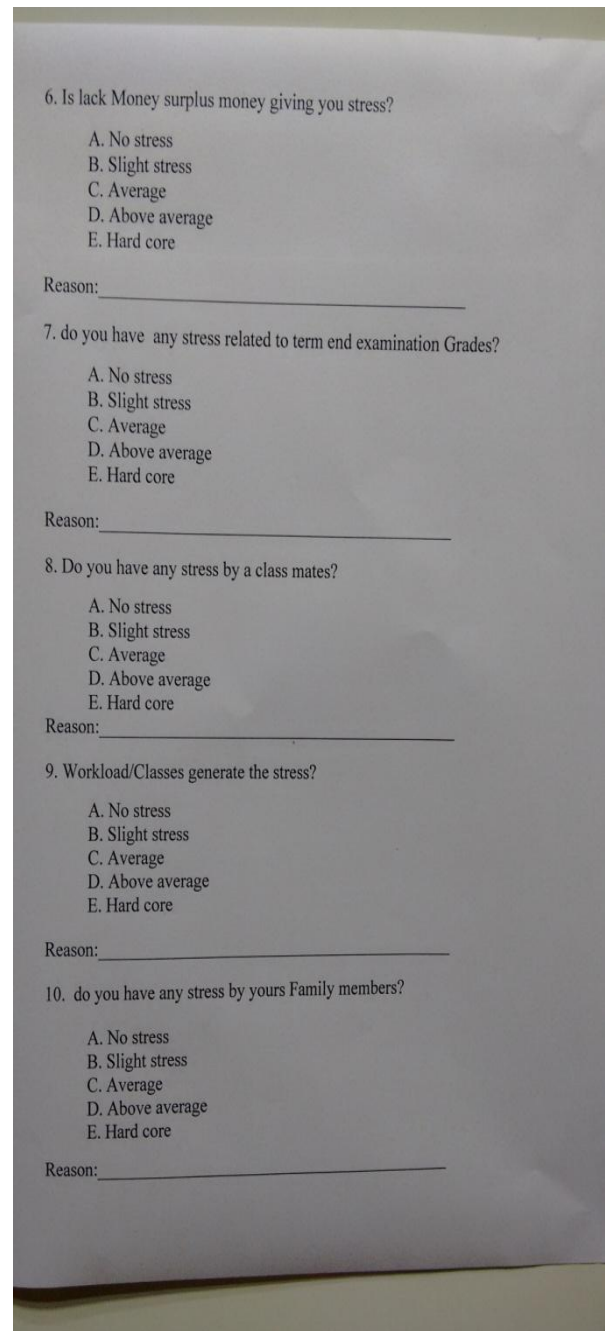 6. Is lack Money surplus money giving you stress?
A. No stress
B. Slight stress
C. Average
D. Above average
E. Hard core
Reason:
7. do you have any stress related to term end examination Grades?
A. No stress
B. Slight stress
C. Average
D. Above average
E. Hard core
Reason:
8. Do you have any stress by a class mates?
A. No stress
B. Slight stress
C. Average
D. Above average
E. Hard core
Reason:
9. Workload/Classes generate the stress?
A. No stress
B. Slight stress
C. Average
D. Above average
E. Hard core
Reason:
10. do you have any stress by yours Family members?
A. No stress
B. Slight stress
C. Average
D. Above average
E. Hard core
Reason: